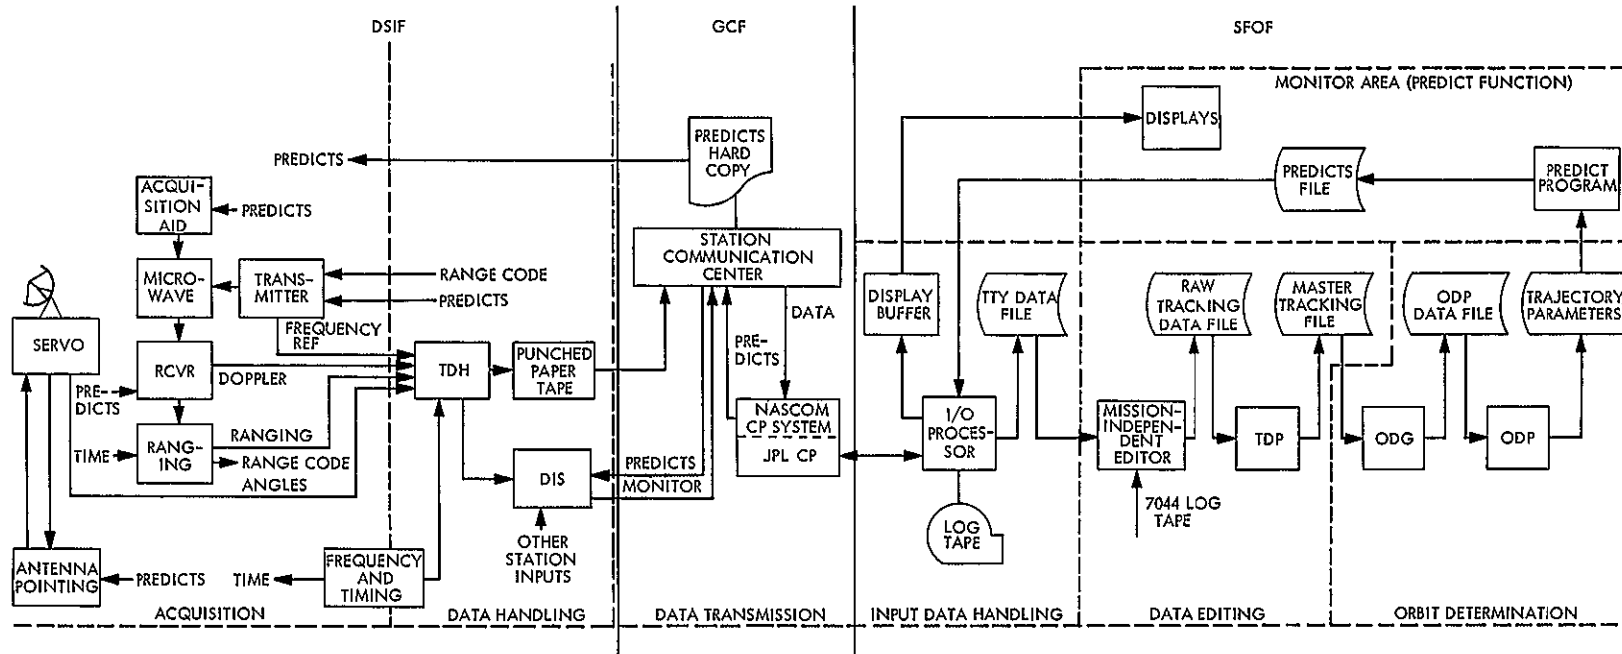 DSIF
GCF
SFOF
MONITOR AREA (PREDICT FUNCTION)
DISPLAYS
PREDICTS
HARD
COPY
PREDICTS
PREDICTS
FILE
PREDICT
PROGRAM
ACQUI-
SITION
AID
PREDICTS
STATION
COMMUNICATION
CENTER
MICRO-
WAVE
TRANS-
MITTER
RANGE CODE
PREDICTS
FREQUENCY
REF
DISPLAY
BUFFER
TTY DATA
FILE
RAW
TRACKING
DATA FILE
MASTER
TRACKING
FILE
ODP
DATA FILE
TRAJECTORY
PARAMETERS
DATA
PRE-
DICTS
SERVO
RCVR
DOPPLER
TDH
PUNCHED
PAPER
TAPE
PRE-
DICTS
NASCOM
CP SYSTEM
JPL CP
I/O
PROCES-
SOR
MISSION-
INDEPEN-
DENT
EDITOR
TDP
ODG
ODP
RANG-
ING
RANGING
TIME
RANGE CODE
ANGLES
DIS
PREDICTS
MONITOR
7044 LOG
TAPE
LOG
TAPE
OTHER
STATION
INPUTS
ANTENNA
POINTING
PREDICTS
TIME
FREQUENCY
AND
TIMING
ACQUISITION
DATA HANDLING
DATA TRANSMISSION
INPUT DATA HANDLING
DATA EDITING
ORBIT DETERMINATION